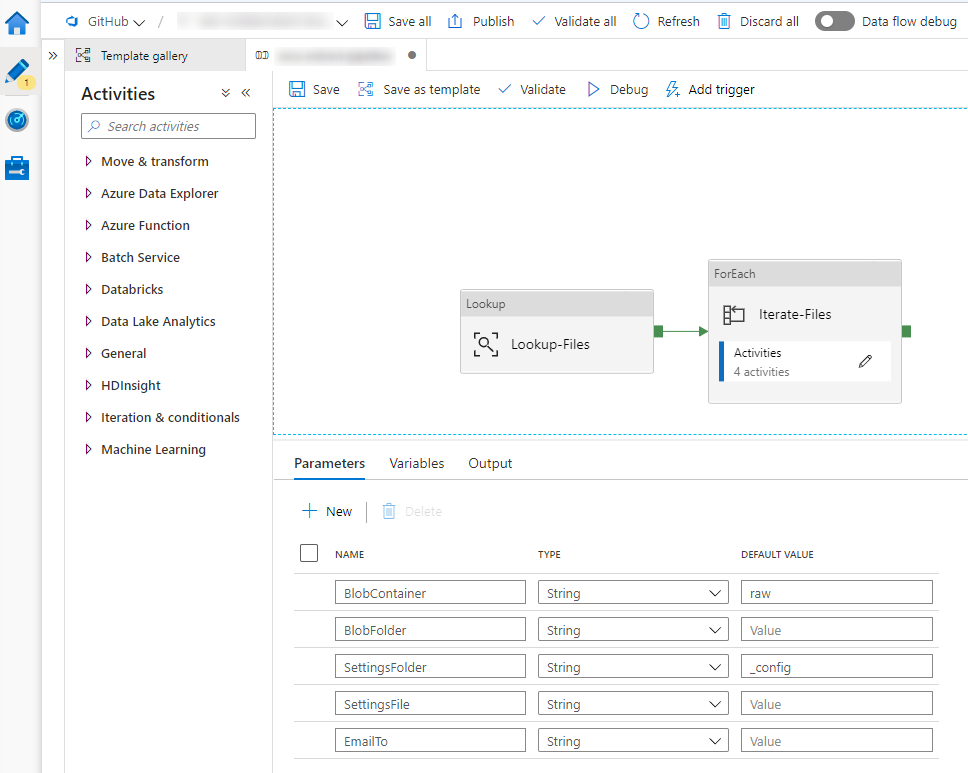 GitHub /
Save all Publish Validate all Refresh Discard all Data flow debug
Template gallery
1
Activities
Search activities
Move & transform
Azure Data Explorer
Azure Function
Batch Service
Databricks
Data Lake Analytics
General
HDInsight
Iteration & conditionals
Machine Learning
Save Save as template Validate Debug Add trigger
Lookup
Lookup-Files
ForEach
Iterate-Files
Activities
4 activities
Parameters Variables Output
New Delete
NAME TYPE DEFAULT VALUE
BlobContainer String raw
BlobFolder String Value
SettingsFolder String _config
SettingsFile String Value
EmailTo String Value